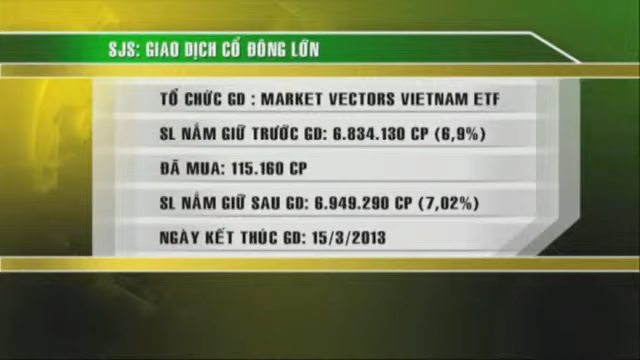 SJS: GIAO DỊCH CỔ ĐÔNG LỚN
TỔ CHỨC GD : MARKET VECTORS VIETNAM ETF
SL NẮM GIỮ TRƯỚC GD: 6.834.130 CP (6,9%)
ĐÃ MUA: 115.160 CP
SL NẮM GIỮ SAU GD: 6.949.290 CP (7,02%)
NGÀY KẾT THÚC GD: 15/3/2013